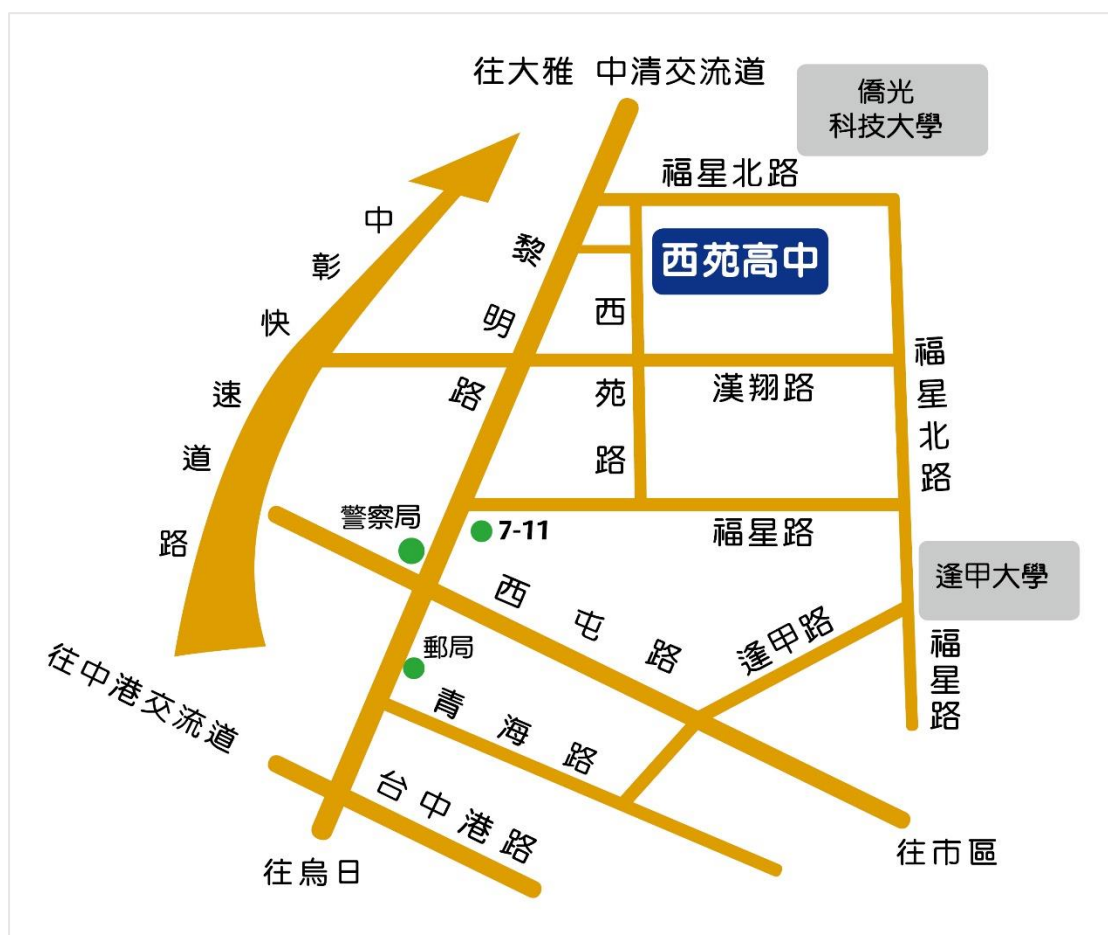 往大雅 中清交流道
僑光
科技大學
福星北路
西苑高中
中彰快速道路
黎明路
西苑路
漢翔路
福星北路
警察局
7-11
福星路
西屯路
逢甲大學
逢甲路
福星路
郵局
青海路
往中港交流道
台中港路
往烏日
往市區